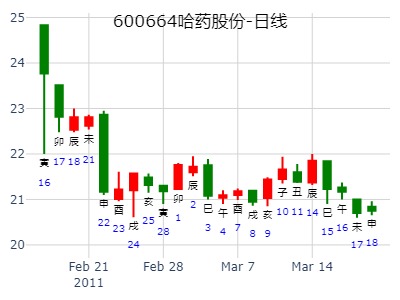 600664哈药股份-日线
25
24
23
22
21
20
寅
16
卯
17
辰
18
未
21
申
22
酉
23
戌
24
亥
25
寅
28
卯
1
辰
2
巳
3
午
4
酉
7
戌
8
亥
9
子
10
丑
11
辰
14
巳
15
午
16
未
17
申
18
Feb 21
2011
Feb 28
Mar 7
Mar 14